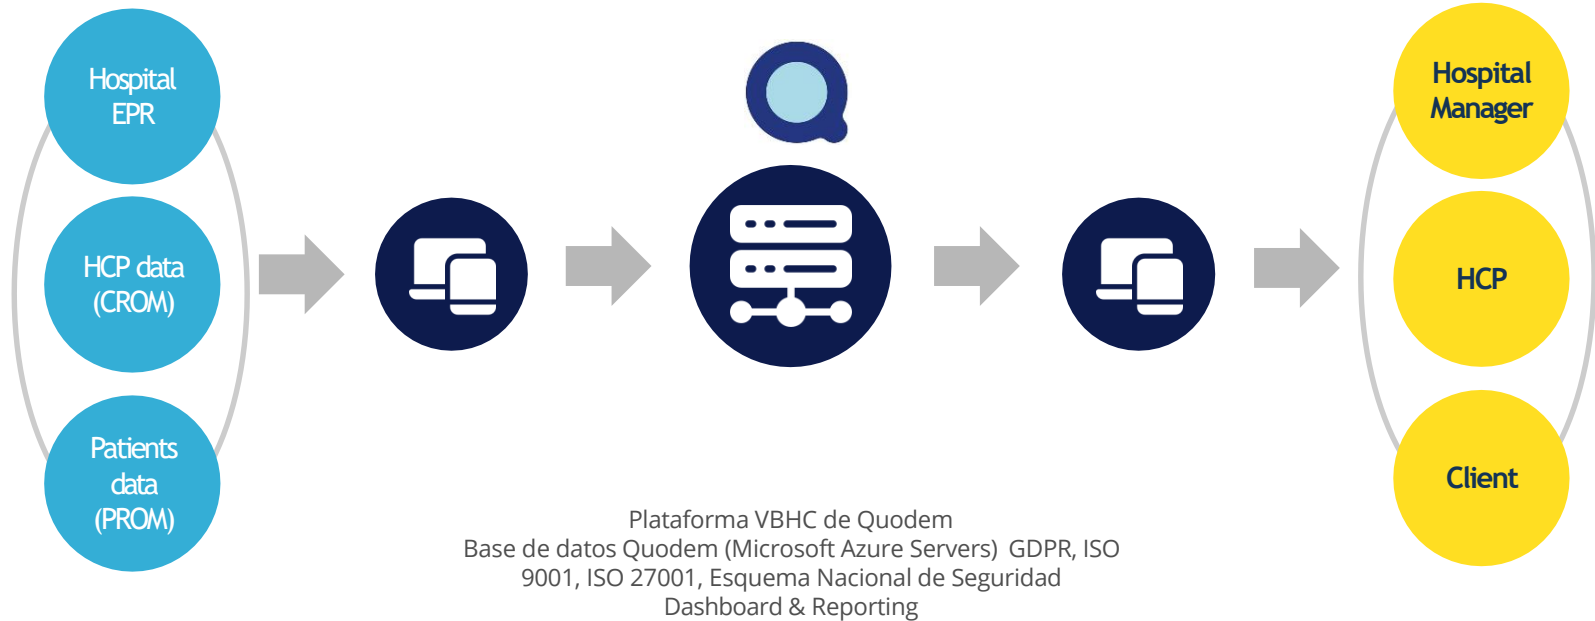 Hospital
EPR
HCP data
(CROM)
Patients
data
(PROM)
Plataforma VBHC de Quodem
Base de datos Quodem (Microsoft Azure Servers) GDPR, ISO
9001, ISO 27001, Esquema Nacional de Seguridad
Dashboard & Reporting
Hospital
Manager
HCP
Client